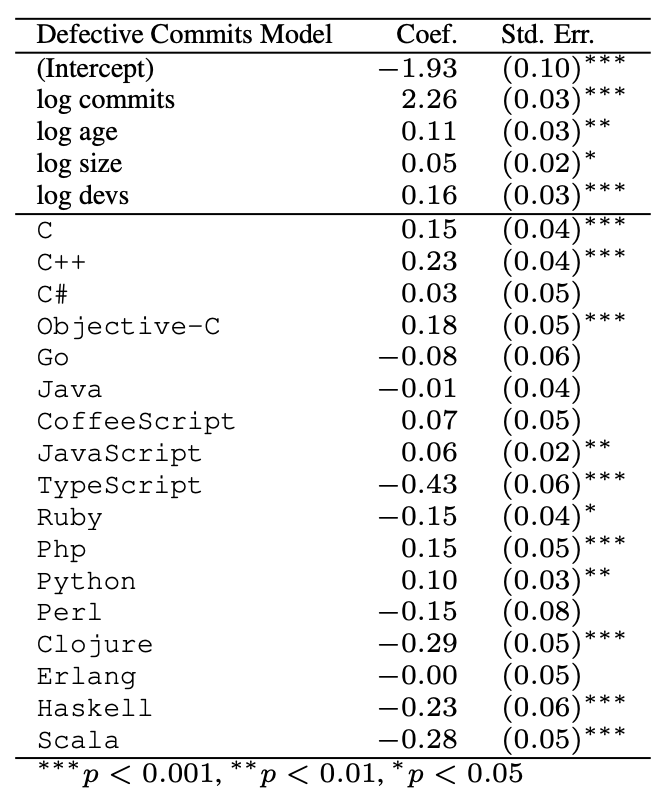 Defective Commits Model Coef. Std. Err.
(Intercept) −1.93 (0.10)***
log commits 2.26 (0.03)***
log age 0.11 (0.03)**
log size 0.05 (0.02)*
log devs 0.16 (0.03)***
C 0.15 (0.04)***
C++ 0.23 (0.04)***
C# 0.03 (0.05)
Objective-C 0.18 (0.05)***
Go −0.08 (0.06)
Java −0.01 (0.04)
CoffeeScript 0.07 (0.05)
JavaScript 0.06 (0.02)**
TypeScript −0.43 (0.06)***
Ruby −0.15 (0.04)*
Php 0.15 (0.05)***
Python 0.10 (0.03)**
Perl −0.15 (0.08)
Clojure −0.29 (0.05)***
Erlang −0.00 (0.05)
Haskell −0.23 (0.06)***
Scala −0.28 (0.05)***
***p < 0.001, **p < 0.01, *p < 0.05